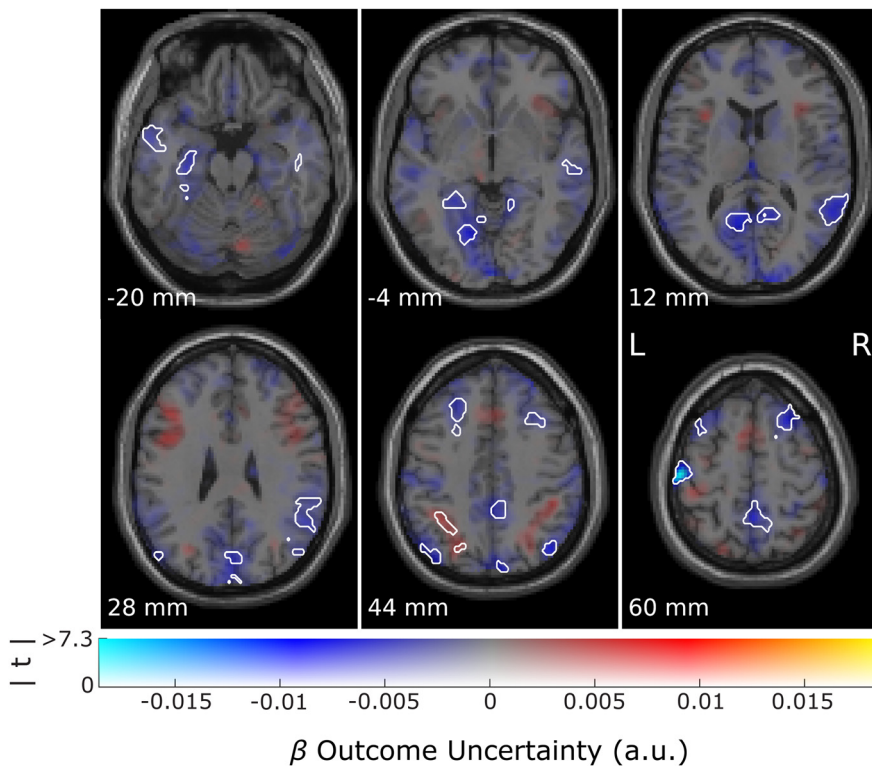 -20 mm
-4 mm
12 mm
L R
28 mm
44 mm
60 mm
| t |
>7.3
0
-0.015 -0.01 -0.005 0 0.005 0.01 0.015
β Outcome Uncertainty (a.u.)